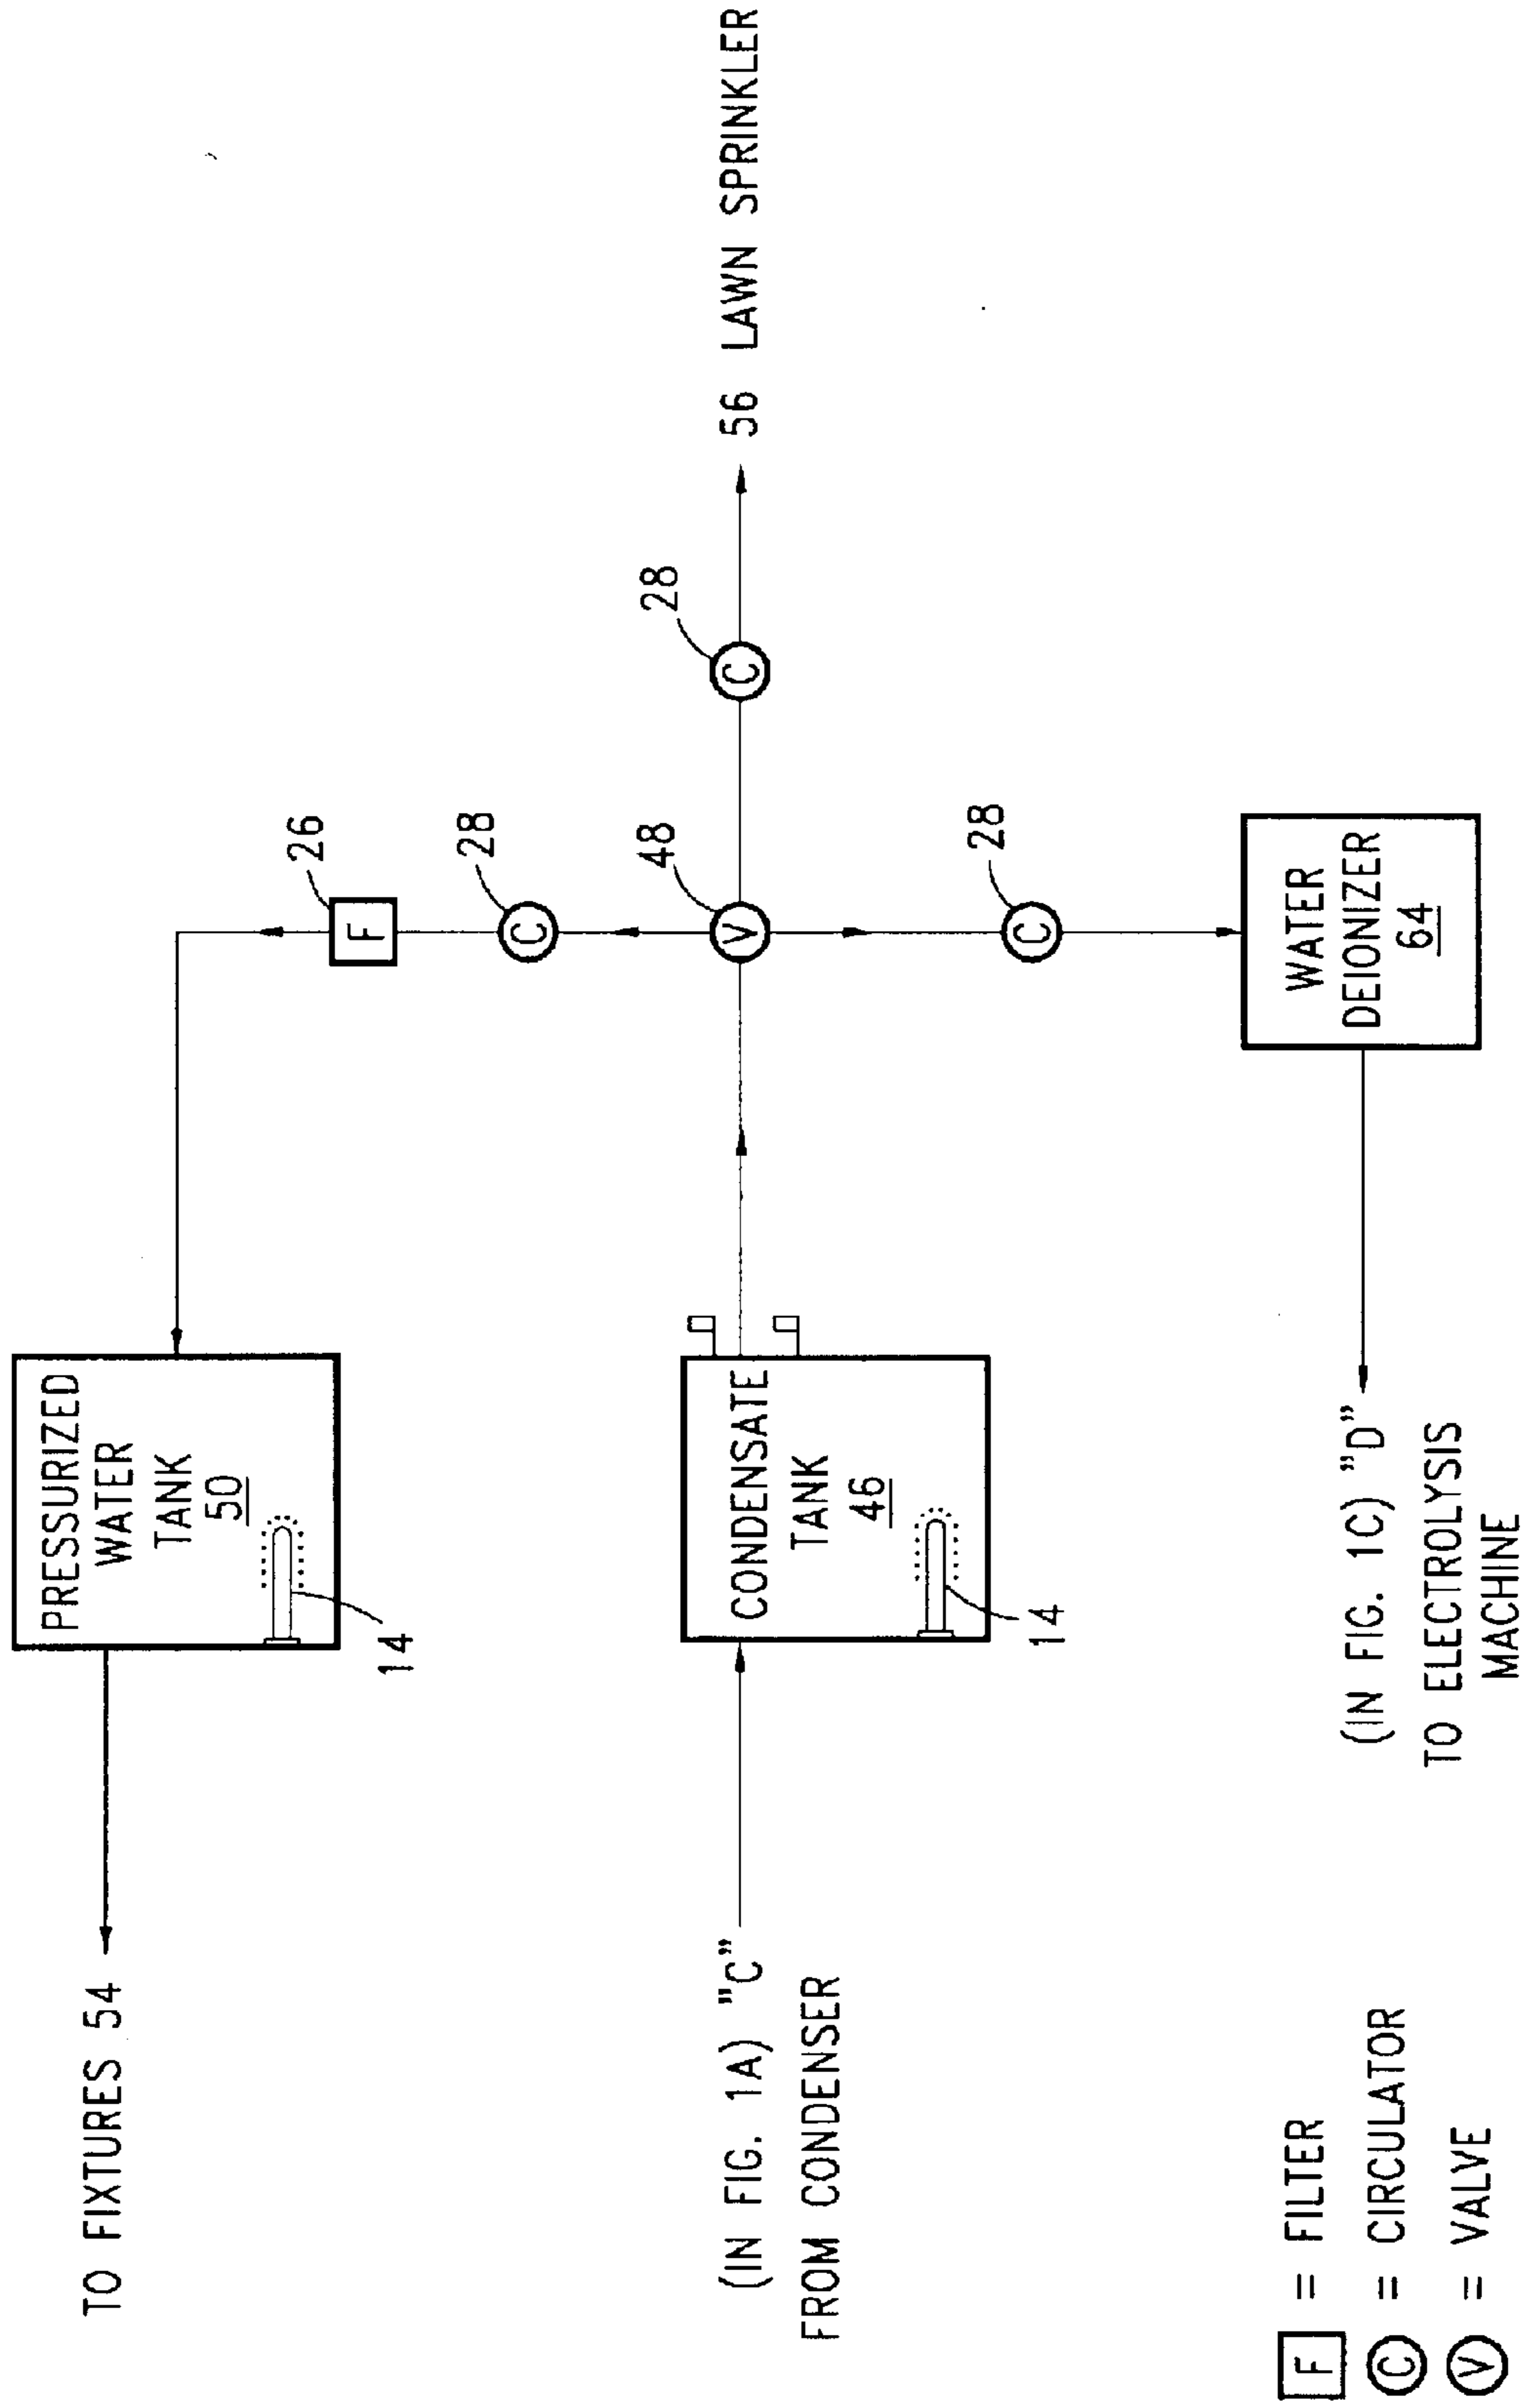 TO FIXTURES 54
PRESSURIZED
WATER
TANK
50
14
26
F
28
C
(IN FIG. 1A) "C"
FROM CONDENSER
CONDENSATE
TANK
46
14
48
V
28
C
56 LAWN SPRINKLER
28
C
WATER
DEIONIZER
64
(IN FIG. 1C) "D"
TO ELECTROLYSIS
MACHINE
F = FILTER
C = CIRCULATOR
V = VALVE